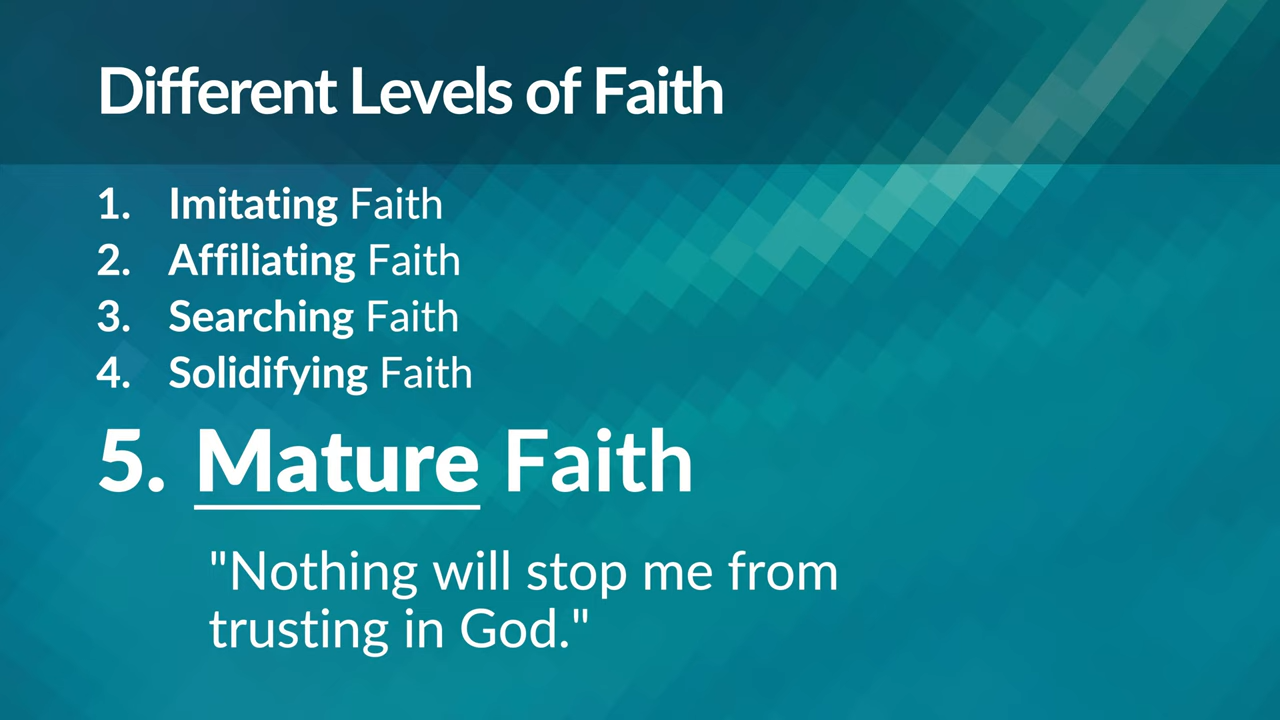 Different Levels of Faith
1. Imitating Faith
2. Affiliating Faith
3. Searching Faith
4. Solidifying Faith
5. Mature Faith
"Nothing will stop me from
trusting in God."